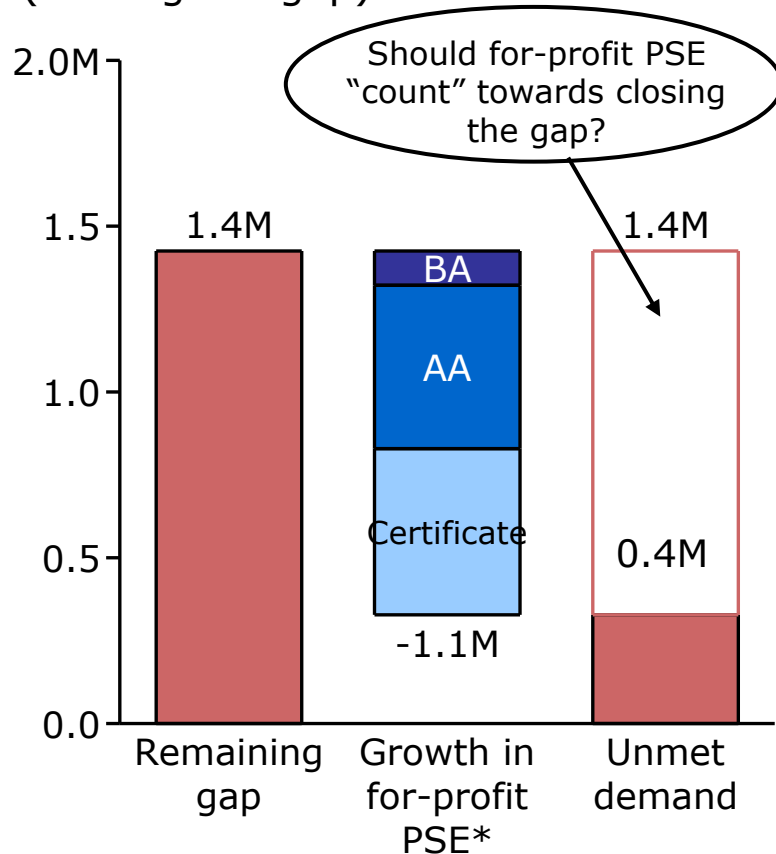 Should for-profit PSE
“count” towards closing
the gap?
2.0M
1.5
1.0
0.5
0.0
1.4M
BA
AA
Certificate
-1.1M
1.4M
0.4M
Remaining
gap
Growth in
for-profit
PSE*
Unmet
demand